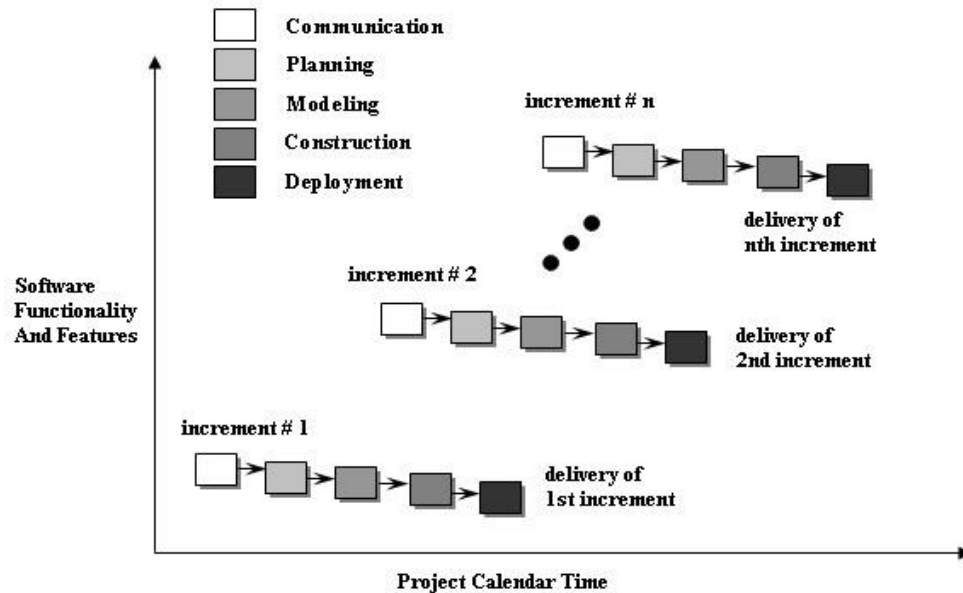 Communication
Planning
Modeling
Construction
Deployment
increment # n
delivery of
nth increment
increment # 2
Software
Functionality
And Features
delivery of
2nd increment
increment # 1
delivery of
1st increment
Project Calendar Time